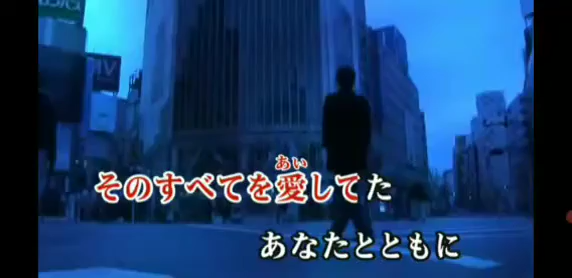 あい
そのすべてを愛してた
あなたとともに